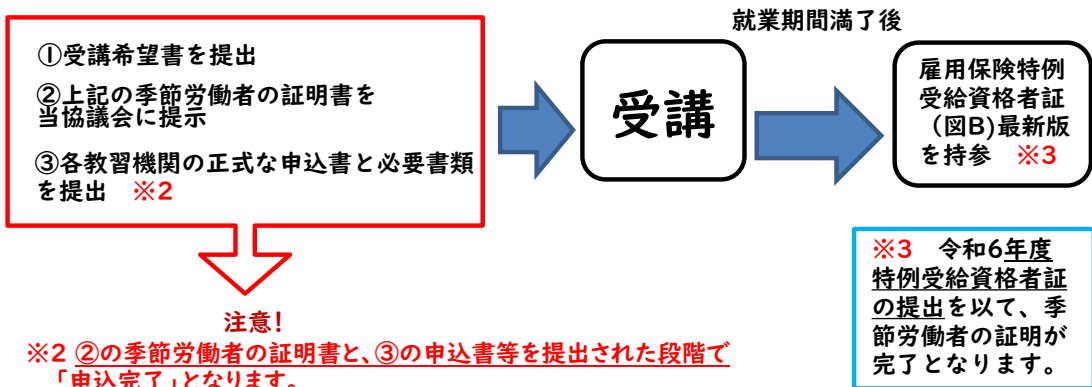 ①受講希望書を提出
②上記の季節労働者の証明書を
当協議会に提示
③各教習機関の正式な申込書と必要書類
を提出　※2
注意!
※2 ②の季節労働者の証明書と、③の申込書等を提出された段階で
「申込完了」となります。
受講
就業期間満了後
雇用保険特例
受給資格者証
（図B)最新版
を持参　※3
※3　令和6年度
特例受給資格者証
の提出を以て、季
節労働者の証明が
完了となります。